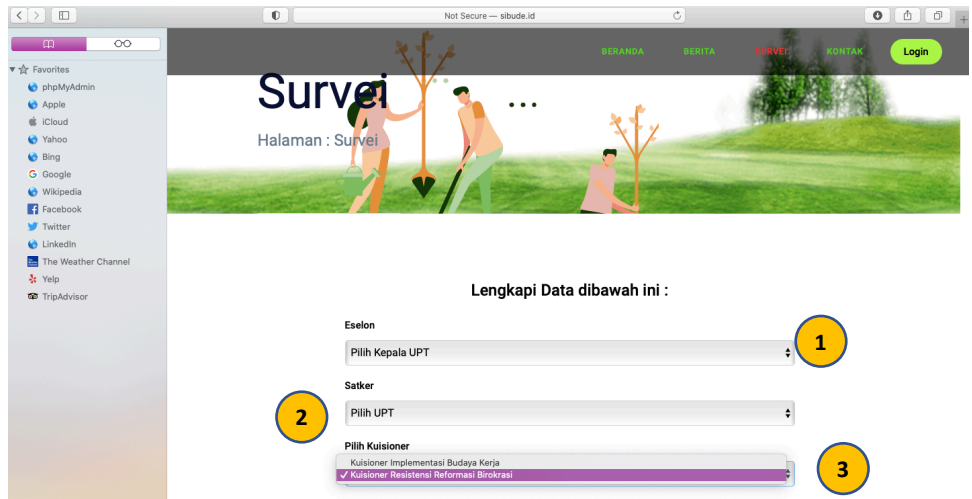 Not Secure — sibude.id
BERANDA BERITA SURVEI KONTAK Login
Favorites
phpMyAdmin
Apple
iCloud
Yahoo
Bing
Google
Wikipedia
Facebook
Twitter
LinkedIn
The Weather Channel
Yelp
TripAdvisor
Survei
Halaman : Survei
Lengkapi Data dibawah ini :
Eselon
Pilih Kepala UPT
1
Satker
2
Pilih UPT
Pilih Kuisioner
Kuisioner Implementasi Budaya Kerja
✓ Kuisioner Resistensi Reformasi Birokrasi
3